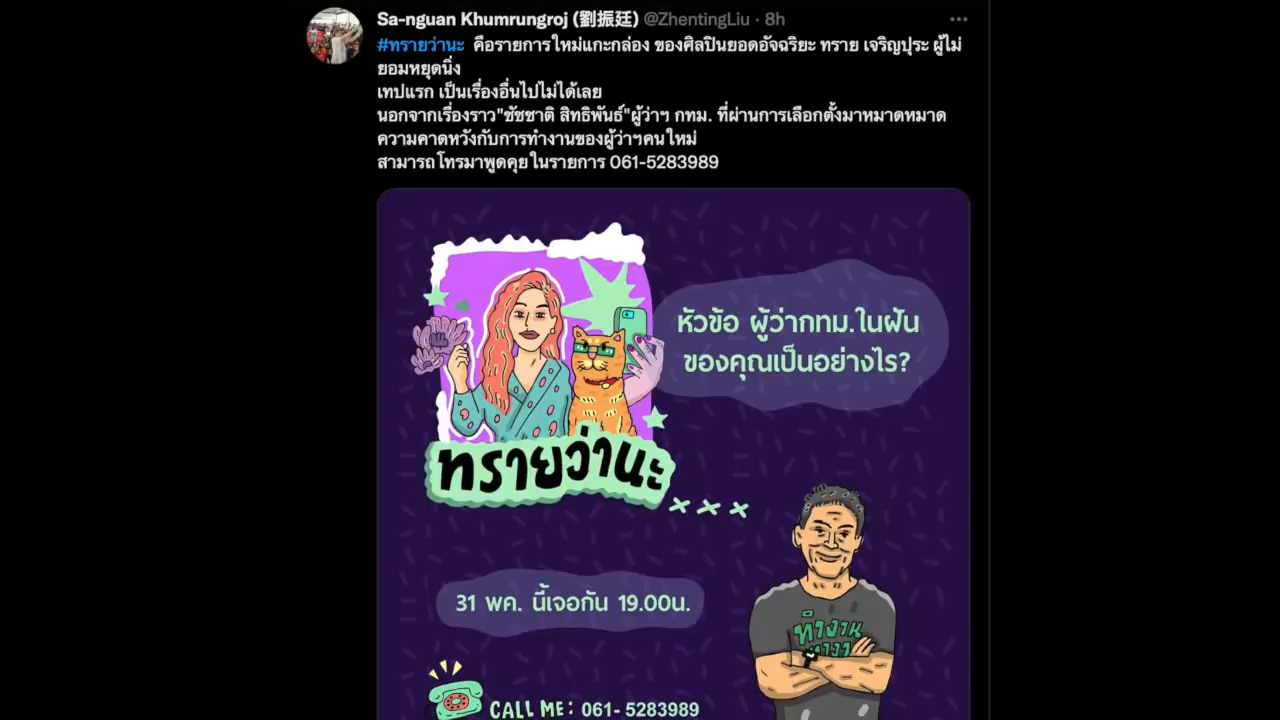 Sa-nguan Khumrungroj (劉振廷) @ZhentingLiu · 8h
#ทรายว่านะ คือรายการใหม่แกะกล่อง ของศิลปินยอดอัจฉริยะ ทราย เจริญปุระ ผู้ไม่
ยอมหยุดนิ่ง
เทปแรก เป็นเรื่องอื่นไปไม่ได้เลย
นอกจากเรื่องราว"ชัชชาติ สิทธิพันธ์"ผู้ว่าฯ กทม. ที่ผ่านการเลือกตั้งมาหมาดหมาด
ความคาดหวังกับการทำงานของผู้ว่าฯคนใหม่
สามารถโทรมาพูดคุยในรายการ 061-5283989
หัวข้อ ผู้ว่ากทม.ในฝัน
ของคุณเป็นอย่างไร?
ทรายว่านะ
31 พค. นี้เจอกัน 19.00น.
ทำงาน
CALL ME: 061- 5283989